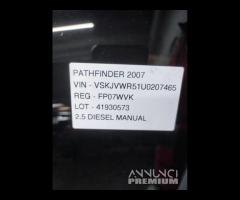 PATHFINDER 2007
VIN - VSKJVWR51U0207465
REG - FP07WVK
LOT - 41930573
2.5 DIESEL MANUAL
ANNUNCI
PREMIUM